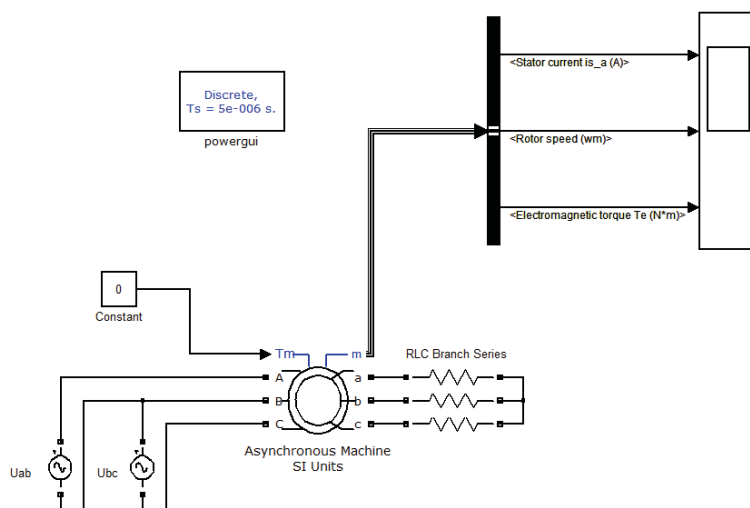 <Stator current is_a (A)>
Discrete,
Ts = 5e-006 s.
powergui
<Rotor speed (wm)>
<Electromagnetic torque Te (N*m)>
0
Constant
Tm
m
RLC Branch Series
A
a
B
b
C
c
Asynchronous Machine
SI Units
Uab
Ubc